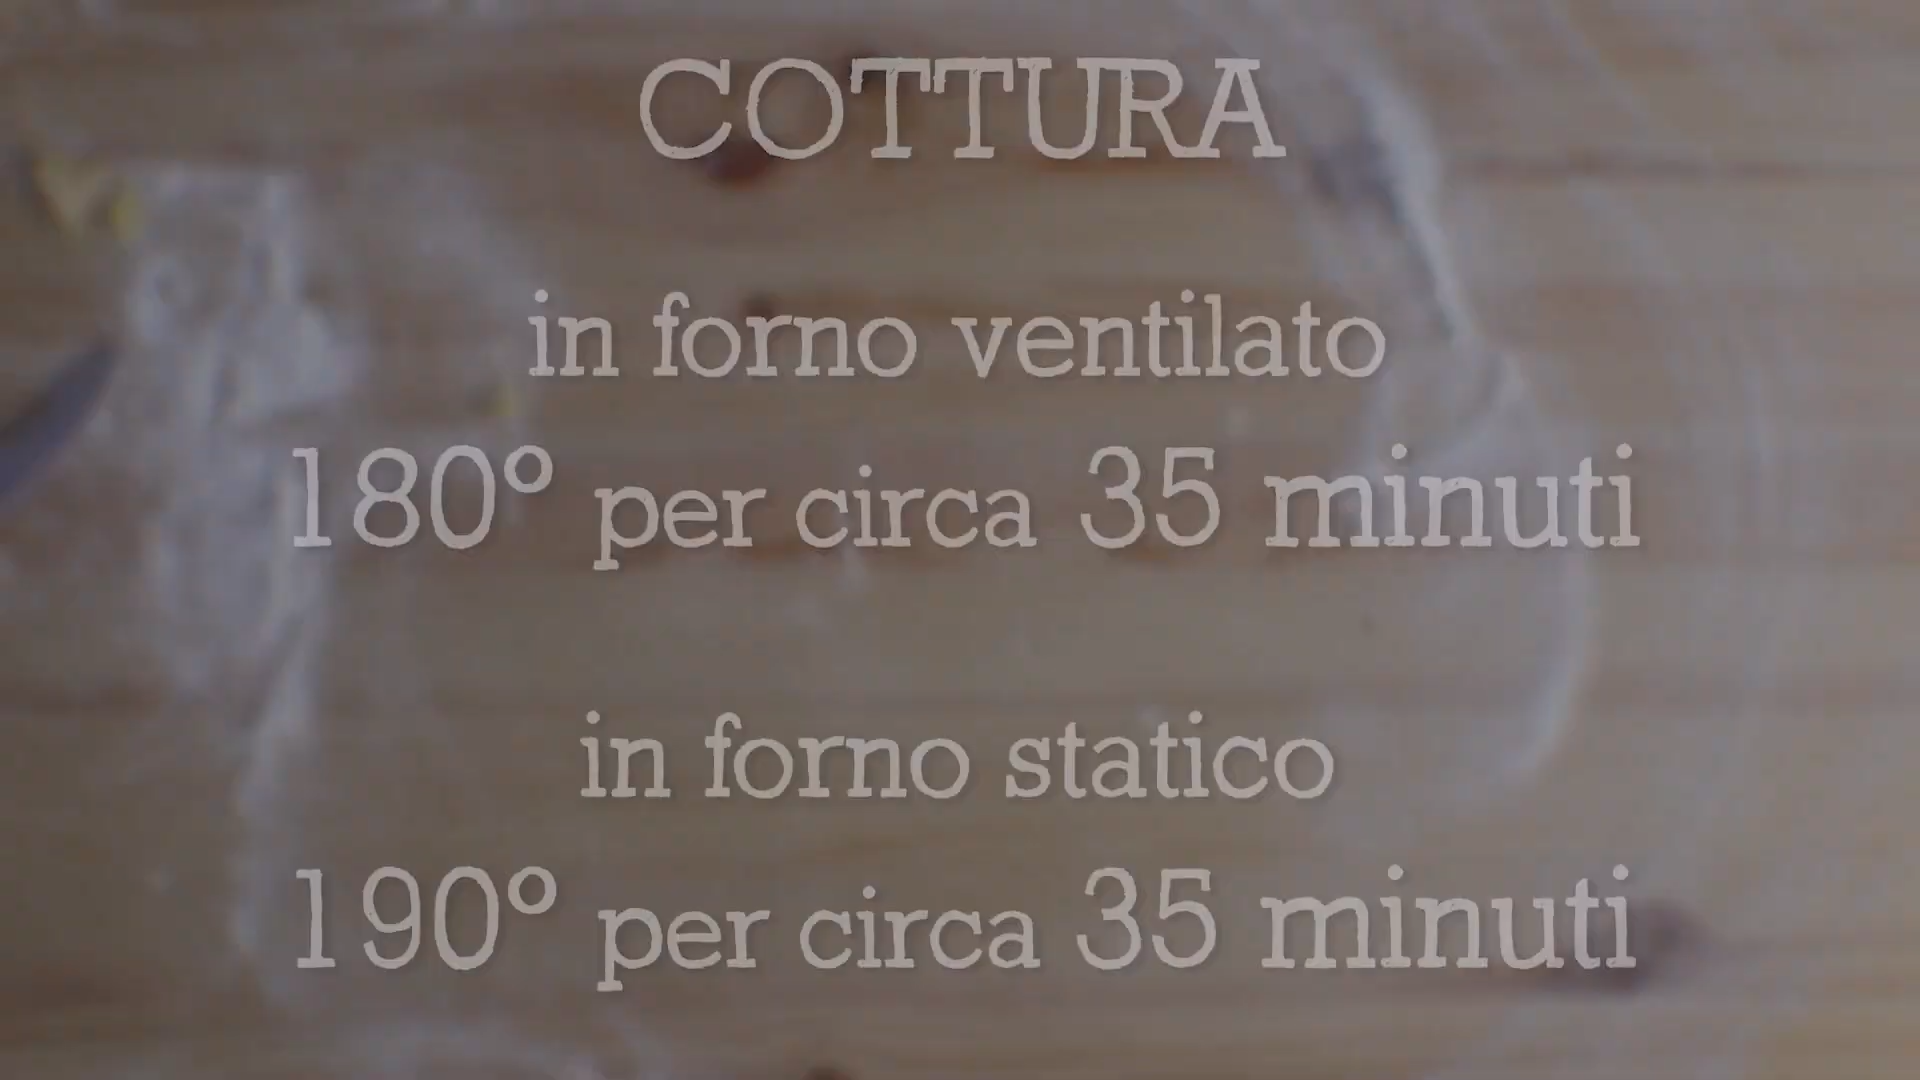 COTTURA
in forno ventilato
180° per circa 35 minuti
in forno statico
190° per circa 35 minuti